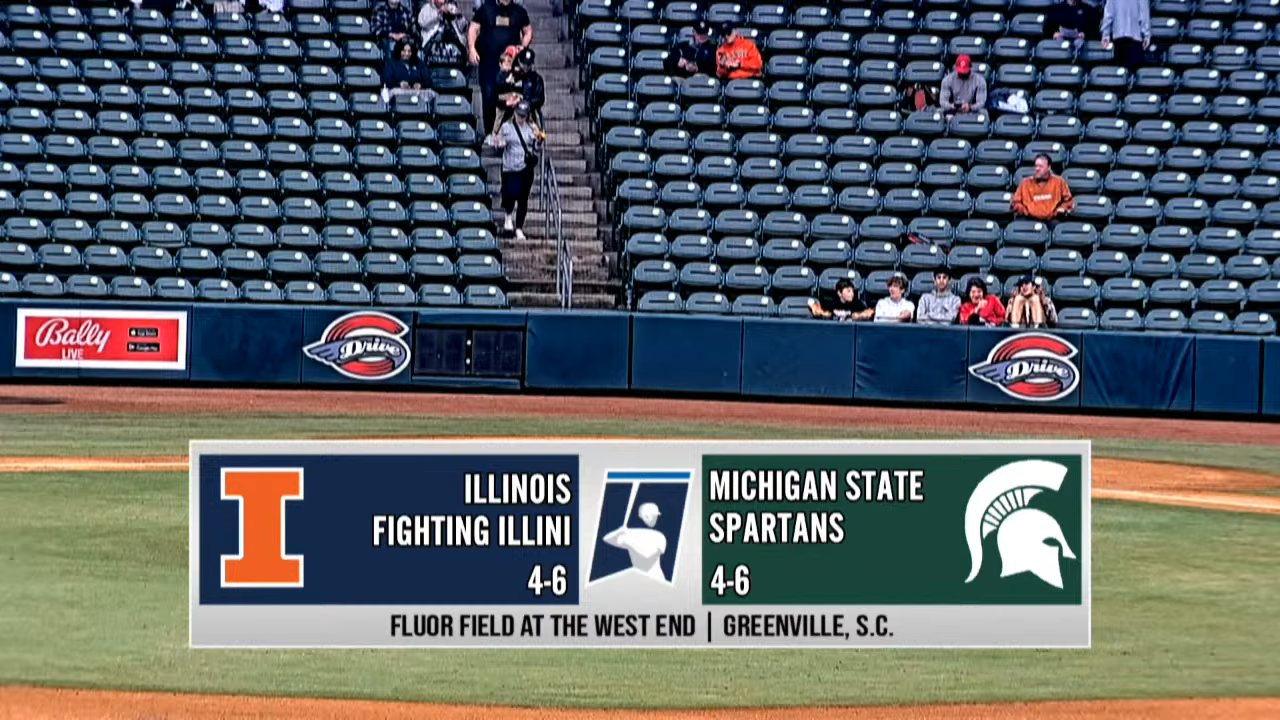 Bally
LIVE
Drive
Drive
ILLINOIS
FIGHTING ILLINI
4-6
MICHIGAN STATE
SPARTANS
4-6
FLUOR FIELD AT THE WEST END | GREENVILLE, S.C.